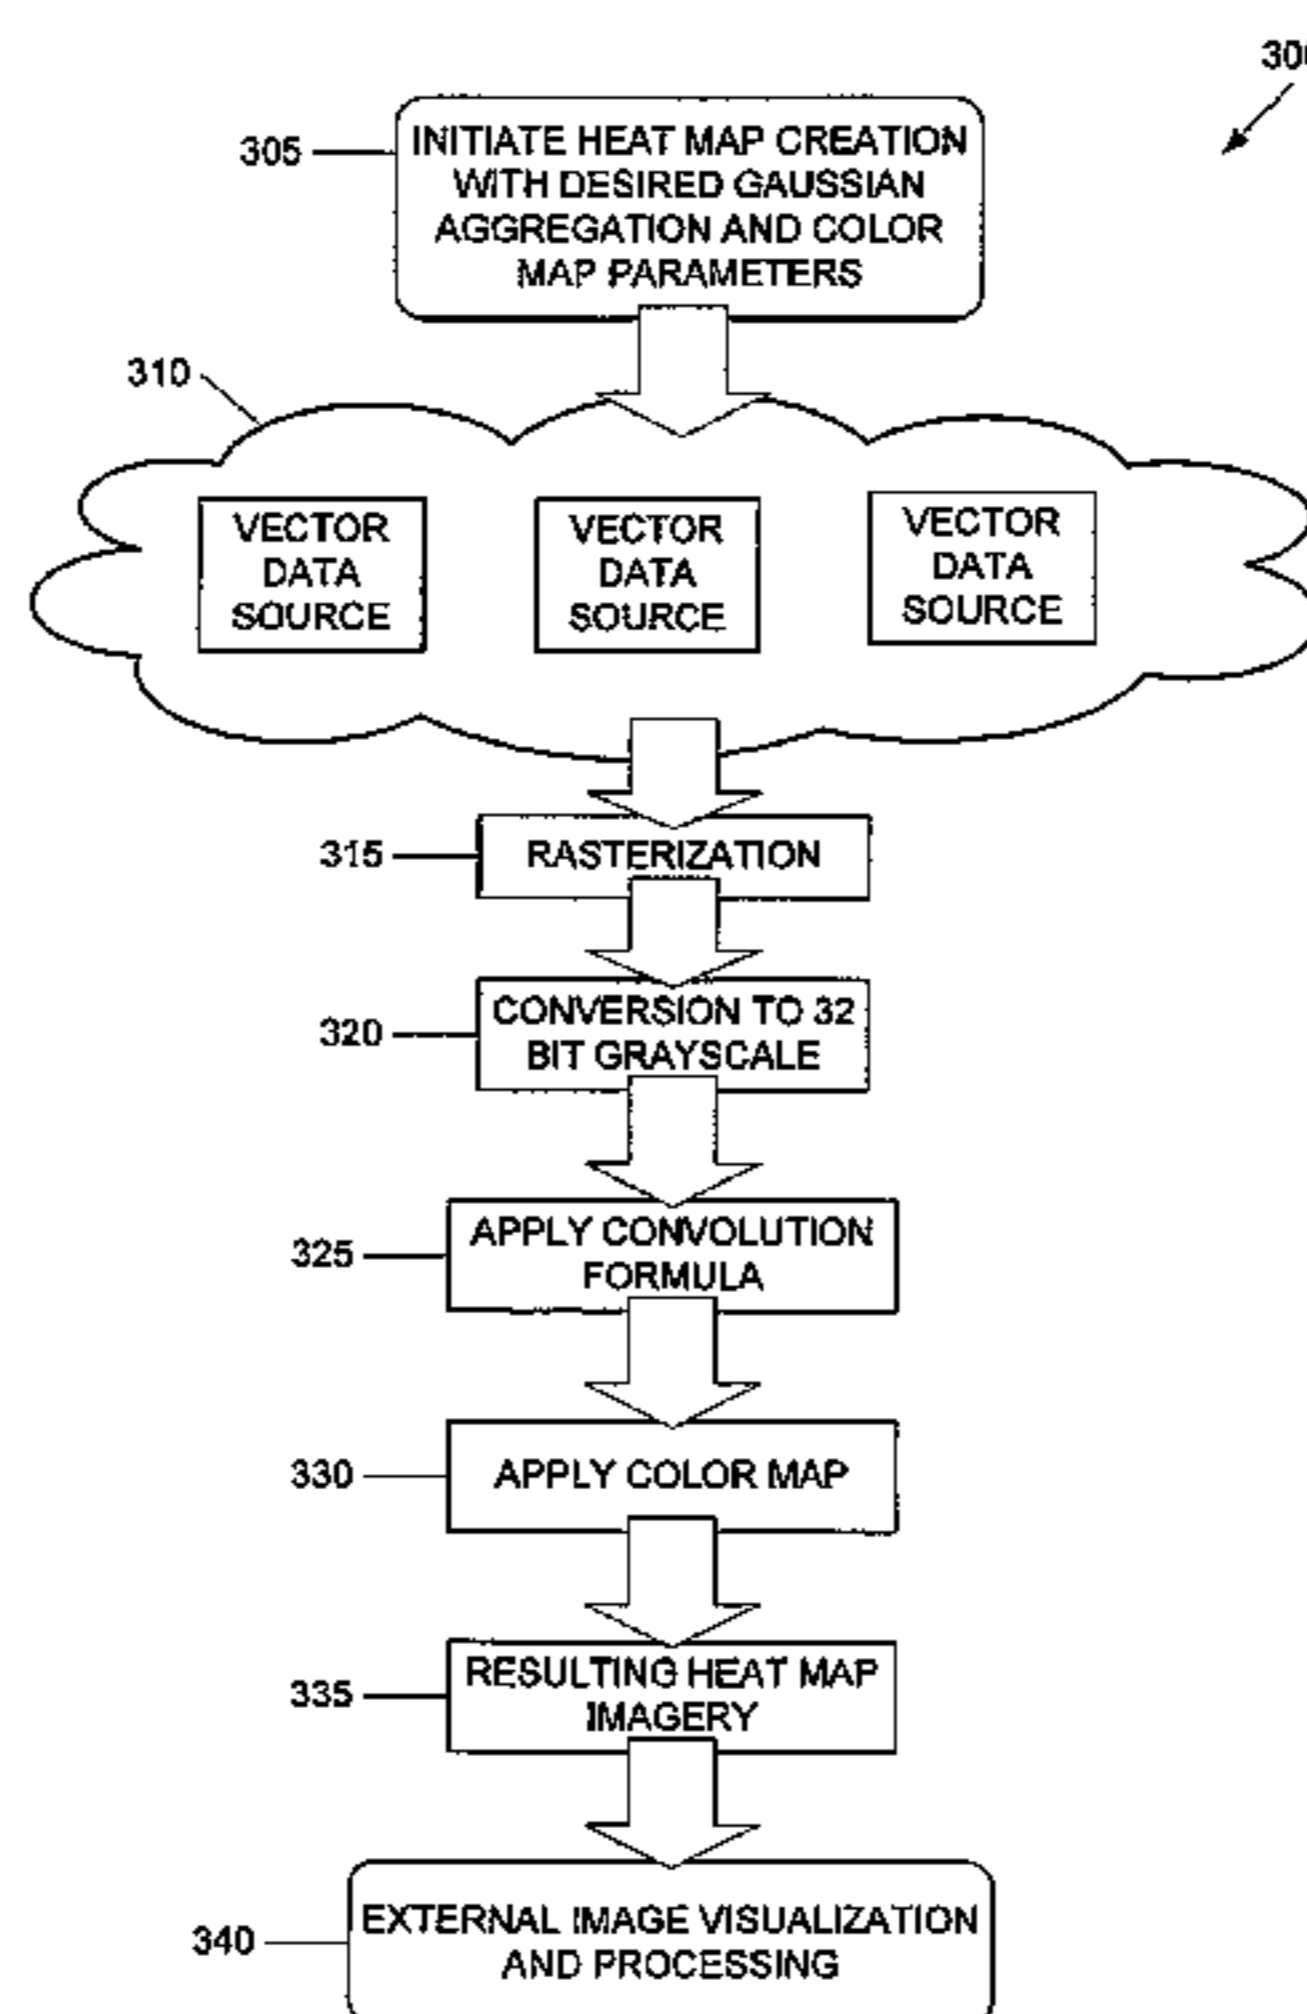 300
305
INITIATE HEAT MAP CREATION
WITH DESIRED GAUSSIAN
AGGREGATION AND COLOR
MAP PARAMETERS
310
VECTOR
DATA
SOURCE
VECTOR
DATA
SOURCE
VECTOR
DATA
SOURCE
315
RASTERIZATION
320
CONVERSION TO 32
BIT GRAYSCALE
325
APPLY CONVOLUTION
FORMULA
330
APPLY COLOR MAP
335
RESULTING HEAT MAP
IMAGERY
340
EXTERNAL IMAGE VISUALIZATION
AND PROCESSING